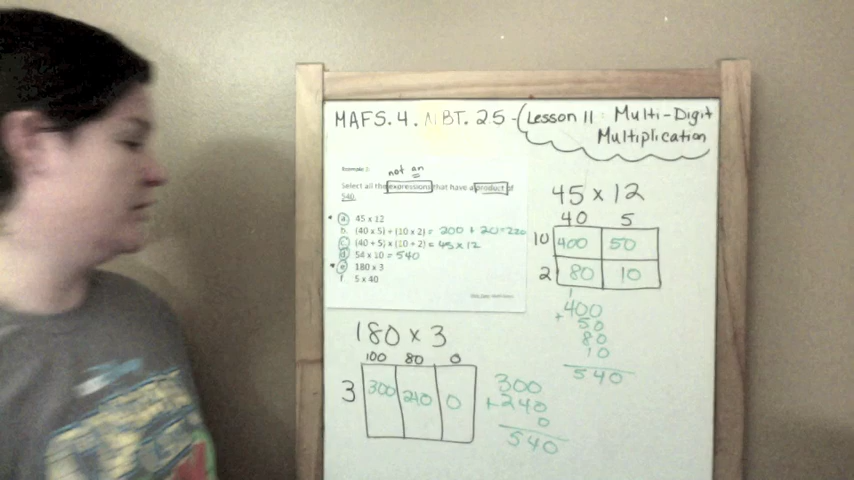 MAFS.4.NBT.25 - Lesson 11: Multi-Digit
Multiplication
not an
Select all the expressions that have a product of
540.
a. 45 x 12
b. (40 x 5) + (10 x 2) = 200 + 20 = 220
c. (40 + 5) x (10 + 2) = 45 x 12
d. 54 x 10 = 540
e. 180 x 3
f. 5 x 40
45 x 12
40 5
10 400 50
2 80 10
1
400
+ 50
80
10
540
180 x 3
100 80 0
3 300 240 0
300
+240
0
540